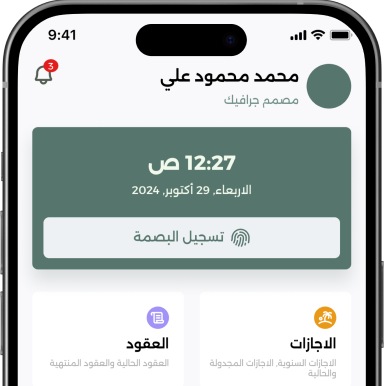 9:41
3
محمد محمود علي
مصمم جرافيك
12:27 ص
الاربعاء, 29 أكتوبر, 2024
تسجيل البصمة
الاجازات
الاجازات السنوية, الاجازات المجدولة
والحالية
العقود
العقود الحالية والعقود المنتهية